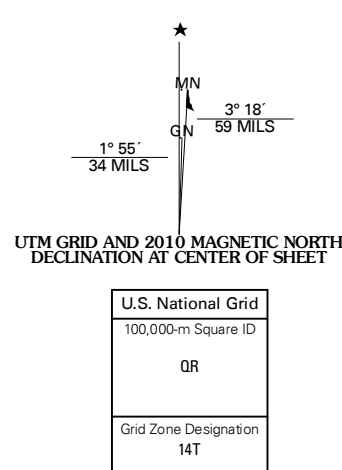 MN
3° 18´
59 MILS
GN
1° 55´
34 MILS
UTM GRID AND 2010 MAGNETIC NORTH
DECLINATION AT CENTER OF SHEET
U.S. National Grid
100,000-m Square ID
QR
Grid Zone Designation
14T